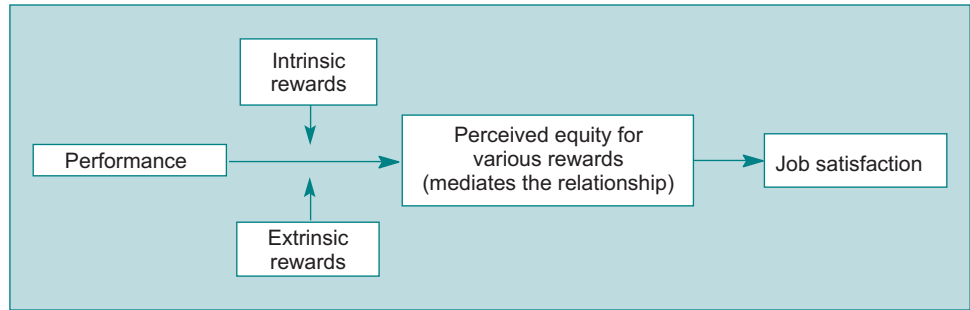 Intrinsic
rewards
Performance
Perceived equity for
various rewards
(mediates the relationship)
Job satisfaction
Extrinsic
rewards